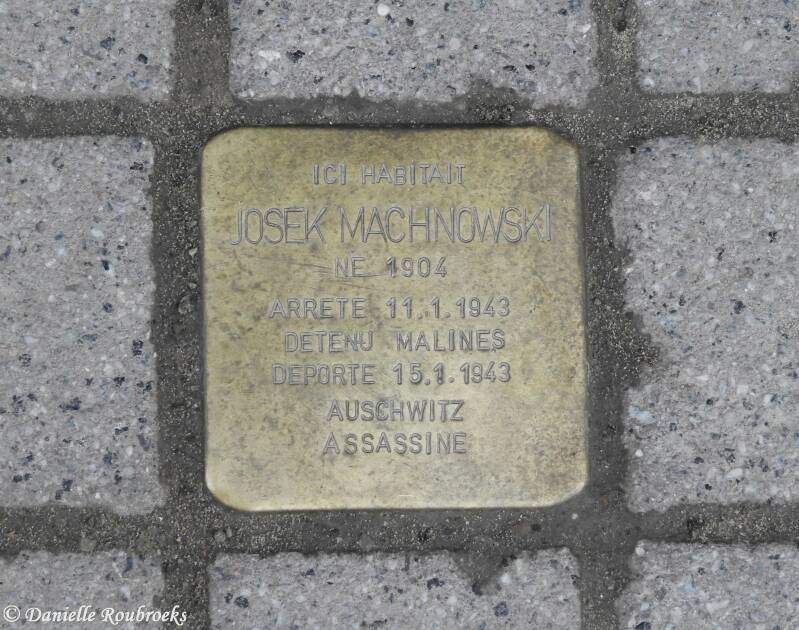 ICI HABITAIT
JOSEK MACHNOWSKI
NE 1904
ARRETE 11.1.1943
DETENU MALINES
DEPORTE 15.1.1943
AUSCHWITZ
ASSASSINE
© Danielle Roubroeks